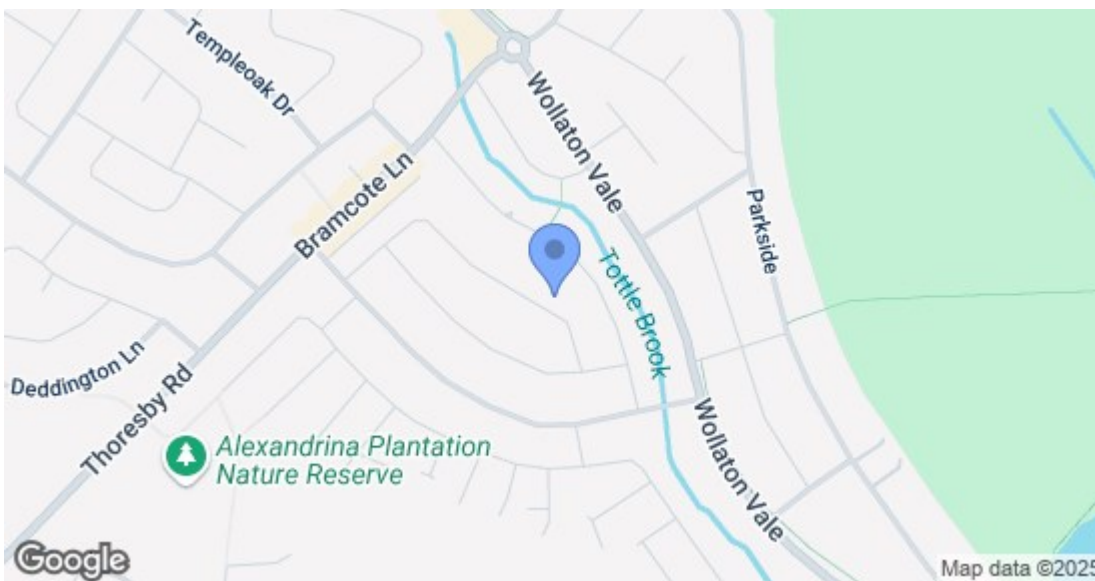 Templeoak Dr
Wollaton Vale
Bramcote Ln
Parkside
Tottle Brook
Deddington Ln
Thoresby Rd
Alexandrina Plantation
Nature Reserve
Wollaton Vale
Google
Map data ©2025